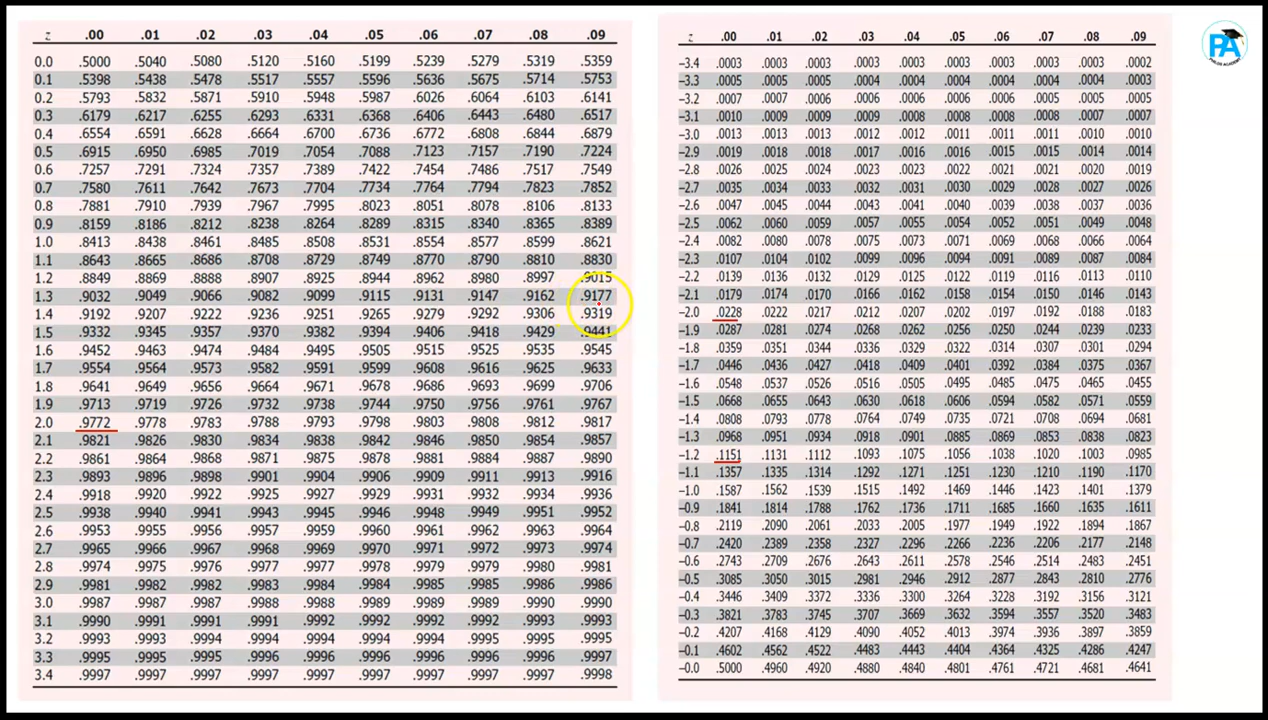 z .00 .01 .02 .03 .04 .05 .06 .07 .08 .09
0.0 .5000 .5040 .5080 .5120 .5160 .5199 .5239 .5279 .5319 .5359
0.1 .5398 .5438 .5478 .5517 .5557 .5596 .5636 .5675 .5714 .5753
0.2 .5793 .5832 .5871 .5910 .5948 .5987 .6026 .6064 .6103 .6141
0.3 .6179 .6217 .6255 .6293 .6331 .6368 .6406 .6443 .6480 .6517
0.4 .6554 .6591 .6628 .6664 .6700 .6736 .6772 .6808 .6844 .6879
0.5 .6915 .6950 .6985 .7019 .7054 .7088 .7123 .7157 .7190 .7224
0.6 .7257 .7291 .7324 .7357 .7389 .7422 .7454 .7486 .7517 .7549
0.7 .7580 .7611 .7642 .7673 .7704 .7734 .7764 .7794 .7823 .7852
0.8 .7881 .7910 .7939 .7967 .7995 .8023 .8051 .8078 .8106 .8133
0.9 .8159 .8186 .8212 .8238 .8264 .8289 .8315 .8340 .8365 .8389
1.0 .8413 .8438 .8461 .8485 .8508 .8531 .8554 .8577 .8599 .8621
1.1 .8643 .8665 .8686 .8708 .8729 .8749 .8770 .8790 .8810 .8830
1.2 .8849 .8869 .8888 .8907 .8925 .8944 .8962 .8980 .8997 .9015
1.3 .9032 .9049 .9066 .9082 .9099 .9115 .9131 .9147 .9162 .9177
1.4 .9192 .9207 .9222 .9236 .9251 .9265 .9279 .9292 .9306 .9319
1.5 .9332 .9345 .9357 .9370 .9382 .9394 .9406 .9418 .9429 .9441
1.6 .9452 .9463 .9474 .9484 .9495 .9505 .9515 .9525 .9535 .9545
1.7 .9554 .9564 .9573 .9582 .9591 .9599 .9608 .9616 .9625 .9633
1.8 .9641 .9649 .9656 .9664 .9671 .9678 .9686 .9693 .9699 .9706
1.9 .9713 .9719 .9726 .9732 .9738 .9744 .9750 .9756 .9761 .9767
2.0 .9772 .9778 .9783 .9788 .9793 .9798 .9803 .9808 .9812 .9817
2.1 .9821 .9826 .9830 .9834 .9838 .9842 .9846 .9850 .9854 .9857
2.2 .9861 .9864 .9868 .9871 .9875 .9878 .9881 .9884 .9887 .9890
2.3 .9893 .9896 .9898 .9901 .9904 .9906 .9909 .9911 .9913 .9916
2.4 .9918 .9920 .9922 .9925 .9927 .9929 .9931 .9932 .9934 .9936
2.5 .9938 .9940 .9941 .9943 .9945 .9946 .9948 .9949 .9951 .9952
2.6 .9953 .9955 .9956 .9957 .9959 .9960 .9961 .9962 .9963 .9964
2.7 .9965 .9966 .9967 .9968 .9969 .9970 .9971 .9972 .9973 .9974
2.8 .9974 .9975 .9976 .9977 .9977 .9978 .9979 .9979 .9980 .9981
2.9 .9981 .9982 .9982 .9983 .9984 .9984 .9985 .9985 .9986 .9986
3.0 .9987 .9987 .9987 .9988 .9988 .9989 .9989 .9989 .9990 .9990
3.1 .9990 .9991 .9991 .9991 .9992 .9992 .9992 .9992 .9993 .9993
3.2 .9993 .9993 .9994 .9994 .9994 .9994 .9994 .9995 .9995 .9995
3.3 .9995 .9995 .9995 .9996 .9996 .9996 .9996 .9996 .9996 .9997
3.4 .9997 .9997 .9997 .9997 .9997 .9997 .9997 .9997 .9997 .9998
z .00 .01 .02 .03 .04 .05 .06 .07 .08 .09
−3.4 .0003 .0003 .0003 .0003 .0003 .0003 .0003 .0003 .0003 .0002
−3.3 .0005 .0005 .0005 .0004 .0004 .0004 .0004 .0004 .0004 .0003
−3.2 .0007 .0007 .0006 .0006 .0006 .0006 .0006 .0005 .0005 .0005
−3.1 .0010 .0009 .0009 .0009 .0008 .0008 .0008 .0008 .0007 .0007
−3.0 .0013 .0013 .0013 .0012 .0012 .0011 .0011 .0011 .0010 .0010
−2.9 .0019 .0018 .0018 .0017 .0016 .0016 .0015 .0015 .0014 .0014
−2.8 .0026 .0025 .0024 .0023 .0023 .0022 .0021 .0021 .0020 .0019
−2.7 .0035 .0034 .0033 .0032 .0031 .0030 .0029 .0028 .0027 .0026
−2.6 .0047 .0045 .0044 .0043 .0041 .0040 .0039 .0038 .0037 .0036
−2.5 .0062 .0060 .0059 .0057 .0055 .0054 .0052 .0051 .0049 .0048
−2.4 .0082 .0080 .0078 .0075 .0073 .0071 .0069 .0068 .0066 .0064
−2.3 .0107 .0104 .0102 .0099 .0096 .0094 .0091 .0089 .0087 .0084
−2.2 .0139 .0136 .0132 .0129 .0125 .0122 .0119 .0116 .0113 .0110
−2.1 .0179 .0174 .0170 .0166 .0162 .0158 .0154 .0150 .0146 .0143
−2.0 .0228 .0222 .0217 .0212 .0207 .0202 .0197 .0192 .0188 .0183
−1.9 .0287 .0281 .0274 .0268 .0262 .0256 .0250 .0244 .0239 .0233
−1.8 .0359 .0351 .0344 .0336 .0329 .0322 .0314 .0307 .0301 .0294
−1.7 .0446 .0436 .0427 .0418 .0409 .0401 .0392 .0384 .0375 .0367
−1.6 .0548 .0537 .0526 .0516 .0505 .0495 .0485 .0475 .0465 .0455
−1.5 .0668 .0655 .0643 .0630 .0618 .0606 .0594 .0582 .0571 .0559
−1.4 .0808 .0793 .0778 .0764 .0749 .0735 .0721 .0708 .0694 .0681
−1.3 .0968 .0951 .0934 .0918 .0901 .0885 .0869 .0853 .0838 .0823
−1.2 .1151 .1131 .1112 .1093 .1075 .1056 .1038 .1020 .1003 .0985
−1.1 .1357 .1335 .1314 .1292 .1271 .1251 .1230 .1210 .1190 .1170
−1.0 .1587 .1562 .1539 .1515 .1492 .1469 .1446 .1423 .1401 .1379
−0.9 .1841 .1814 .1788 .1762 .1736 .1711 .1685 .1660 .1635 .1611
−0.8 .2119 .2090 .2061 .2033 .2005 .1977 .1949 .1922 .1894 .1867
−0.7 .2420 .2389 .2358 .2327 .2296 .2266 .2236 .2206 .2177 .2148
−0.6 .2743 .2709 .2676 .2643 .2611 .2578 .2546 .2514 .2483 .2451
−0.5 .3085 .3050 .3015 .2981 .2946 .2912 .2877 .2843 .2810 .2776
−0.4 .3446 .3409 .3372 .3336 .3300 .3264 .3228 .3192 .3156 .3121
−0.3 .3821 .3783 .3745 .3707 .3669 .3632 .3594 .3557 .3520 .3483
−0.2 .4207 .4168 .4129 .4090 .4052 .4013 .3974 .3936 .3897 .3859
−0.1 .4602 .4562 .4522 .4483 .4443 .4404 .4364 .4325 .4286 .4247
−0.0 .5000 .4960 .4920 .4880 .4840 .4801 .4761 .4721 .4681 .4641
PA